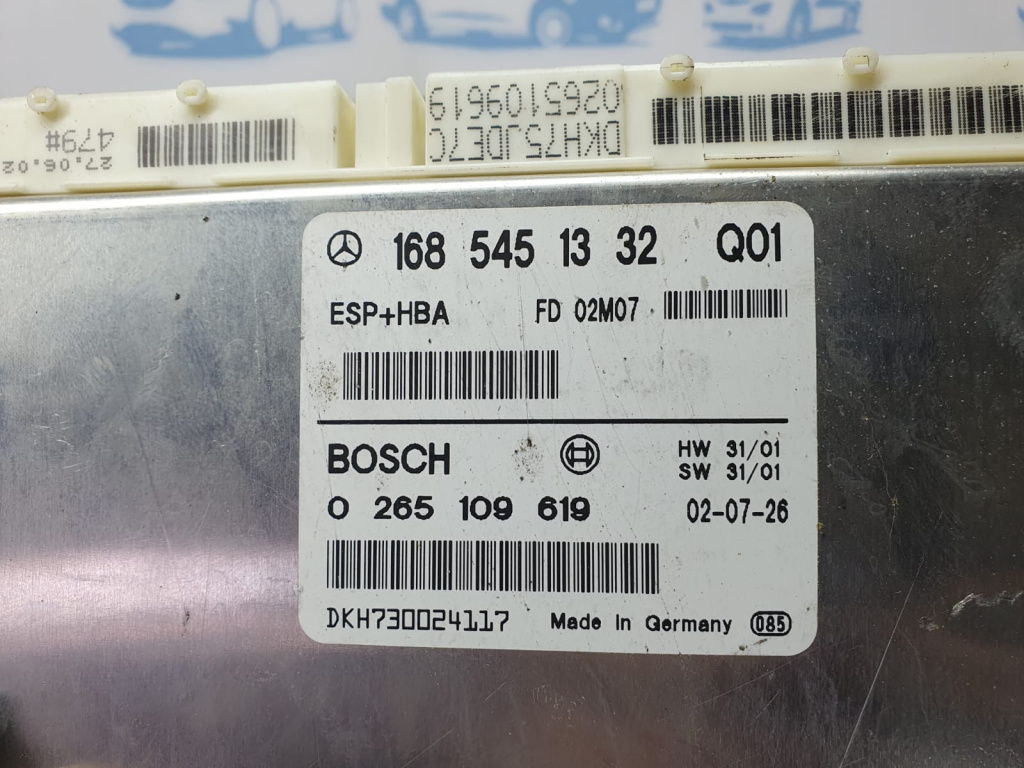 27.06.02
479#
DKH75JDE7C
0265109619
168 545 13 32 Q01
ESP+HBA FD 02M07
BOSCH
HW 31/01
SW 31/01
0 265 109 619 02-07-26
DKH730024117 Made in Germany 085